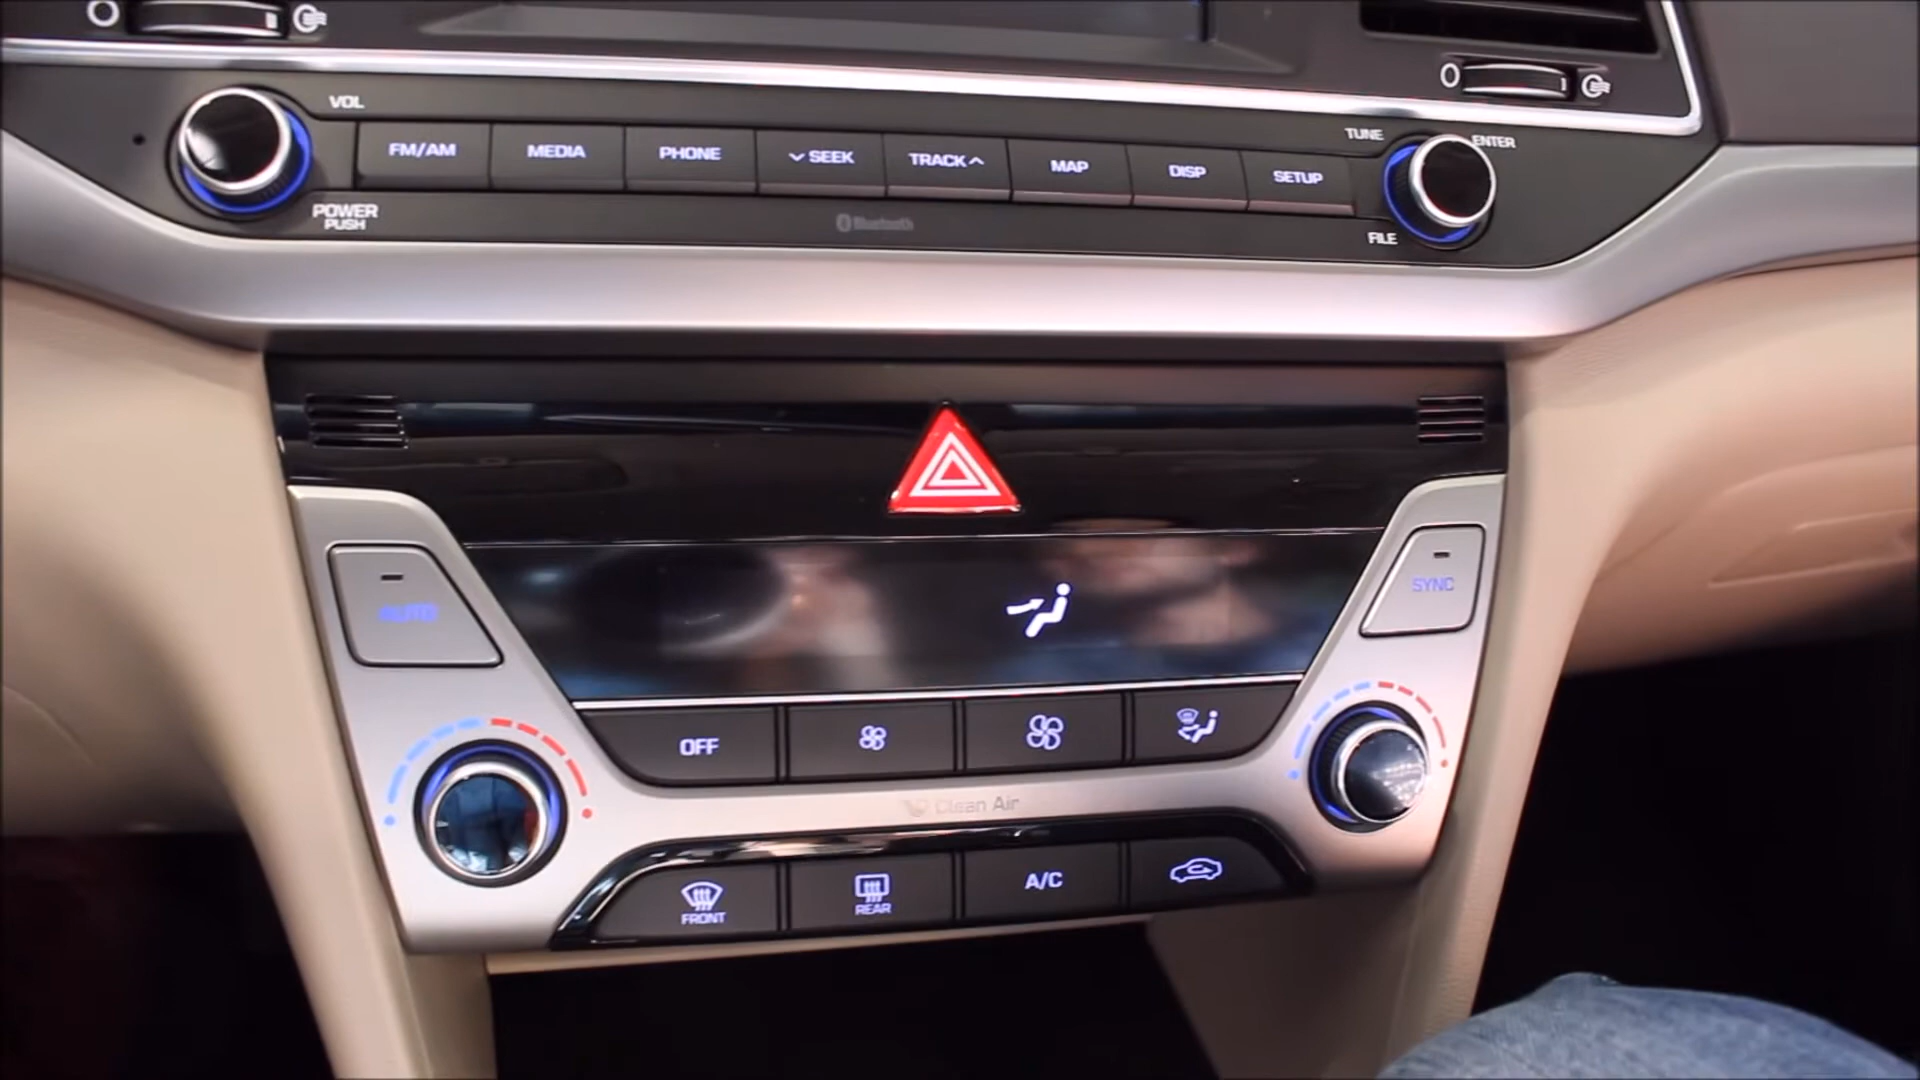 VOL
FM/AM
MEDIA
PHONE
SEEK
TRACK
MAP
DISP
SETUP
TUNE
ENTER
POWER
PUSH
Bluetooth
FILE
AUTO
SYNC
OFF
Clean Air
FRONT
REAR
A/C